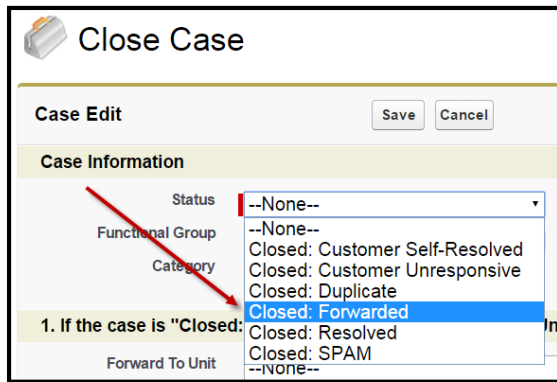 Close Case
Case Edit
Save
Cancel
Case Information
Status
--None--
Functional Group
--None--
Closed: Customer Self-Resolved
Category
Closed: Customer Unresponsive
Closed: Duplicate
Closed: Forwarded
1. If the case is "Closed:
Closed: Resolved
Closed: SPAM
Forward To Unit
--None--